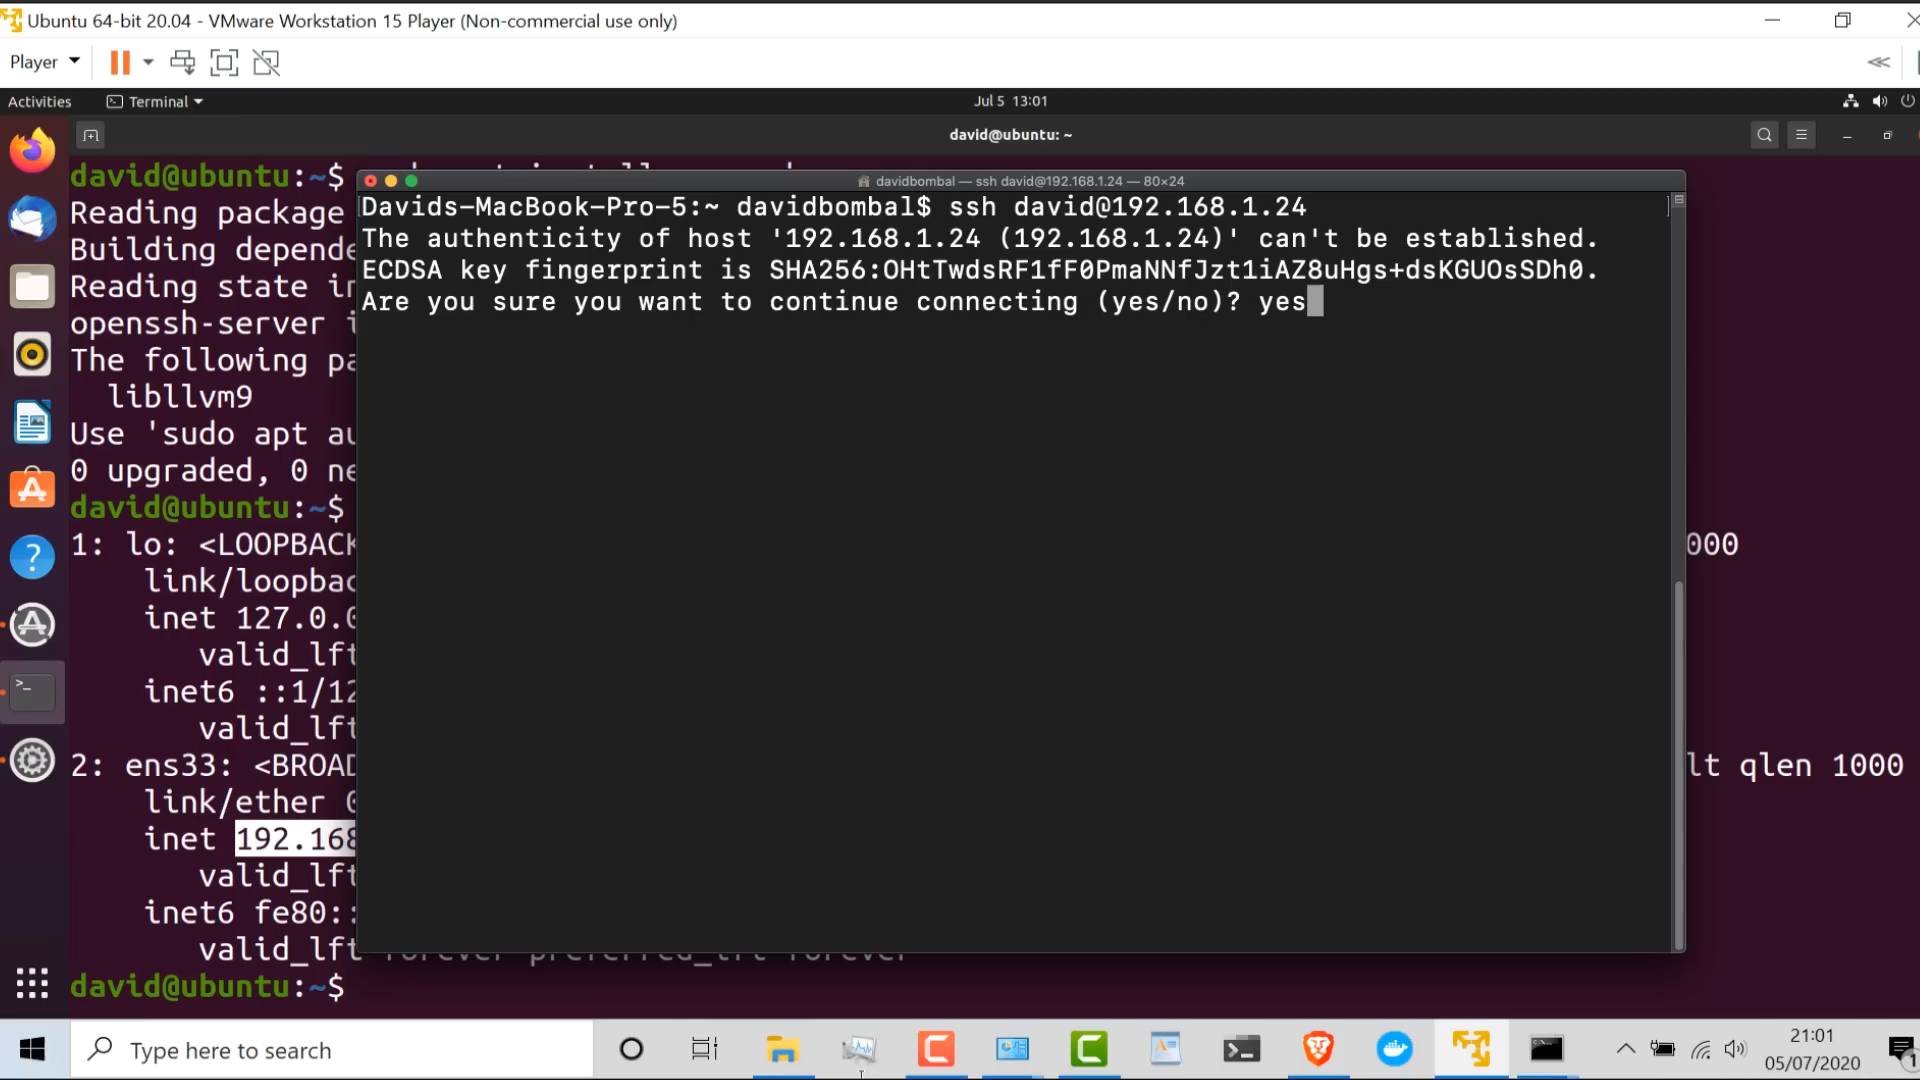 Ubuntu 64-bit 20.04 - VMware Workstation 15 Player (Non-commercial use only)
Player
Activities
Terminal
Jul 5 13:01
david@ubuntu: ~
david@ubuntu:~$
Reading package
Building depende
Reading state in
openssh-server i
The following pa
libllvm9
Use 'sudo apt au
0 upgraded, 0 ne
david@ubuntu:~$
1: lo: <LOOPBACK
000
link/loopbac
inet 127.0.0
valid_lft
inet6 ::1/12
valid_lft
2: ens33: <BROAD
lt qlen 1000
link/ether 0
inet 192.168
valid_lft
inet6 fe80::
valid_lft forever preferred_lft forever
david@ubuntu:~$
davidbombal — ssh david@192.168.1.24 — 80×24
Davids-MacBook-Pro-5:~ davidbombal$ ssh david@192.168.1.24
The authenticity of host '192.168.1.24 (192.168.1.24)' can't be established.
ECDSA key fingerprint is SHA256:OHtTwdsRF1fF0PmaNNfJzt1iAZ8uHgs+dsKGUOsSDh0.
Are you sure you want to continue connecting (yes/no)? yes
Type here to search
21:01
05/07/2020
1